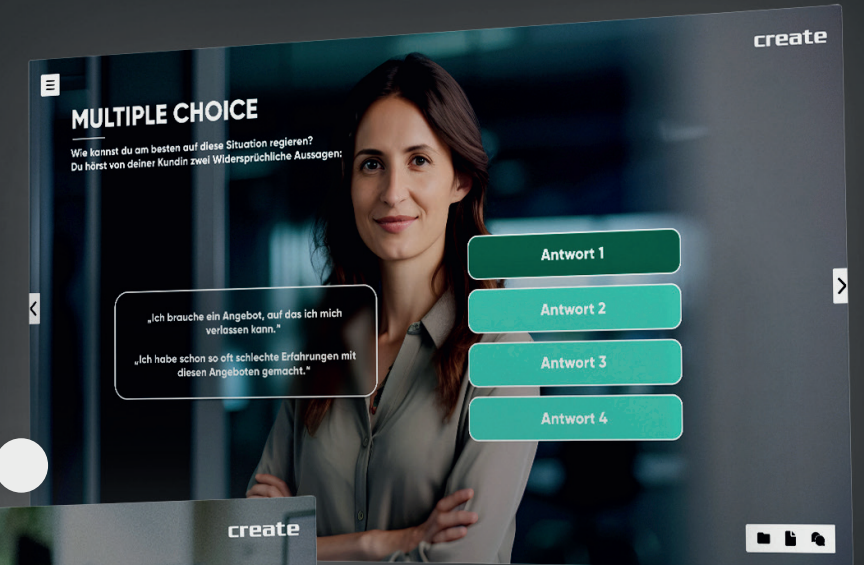 create
MULTIPLE CHOICE
Wie kannst du am besten auf diese Situation regieren?
Du hörst von deiner Kundin zwei Widersprüchliche Aussagen:
„Ich brauche ein Angebot, auf das ich mich
verlassen kann."
„Ich habe schon so oft schlechte Erfahrungen mit
diesen Angeboten gemacht."
Antwort 1
Antwort 2
Antwort 3
Antwort 4
create